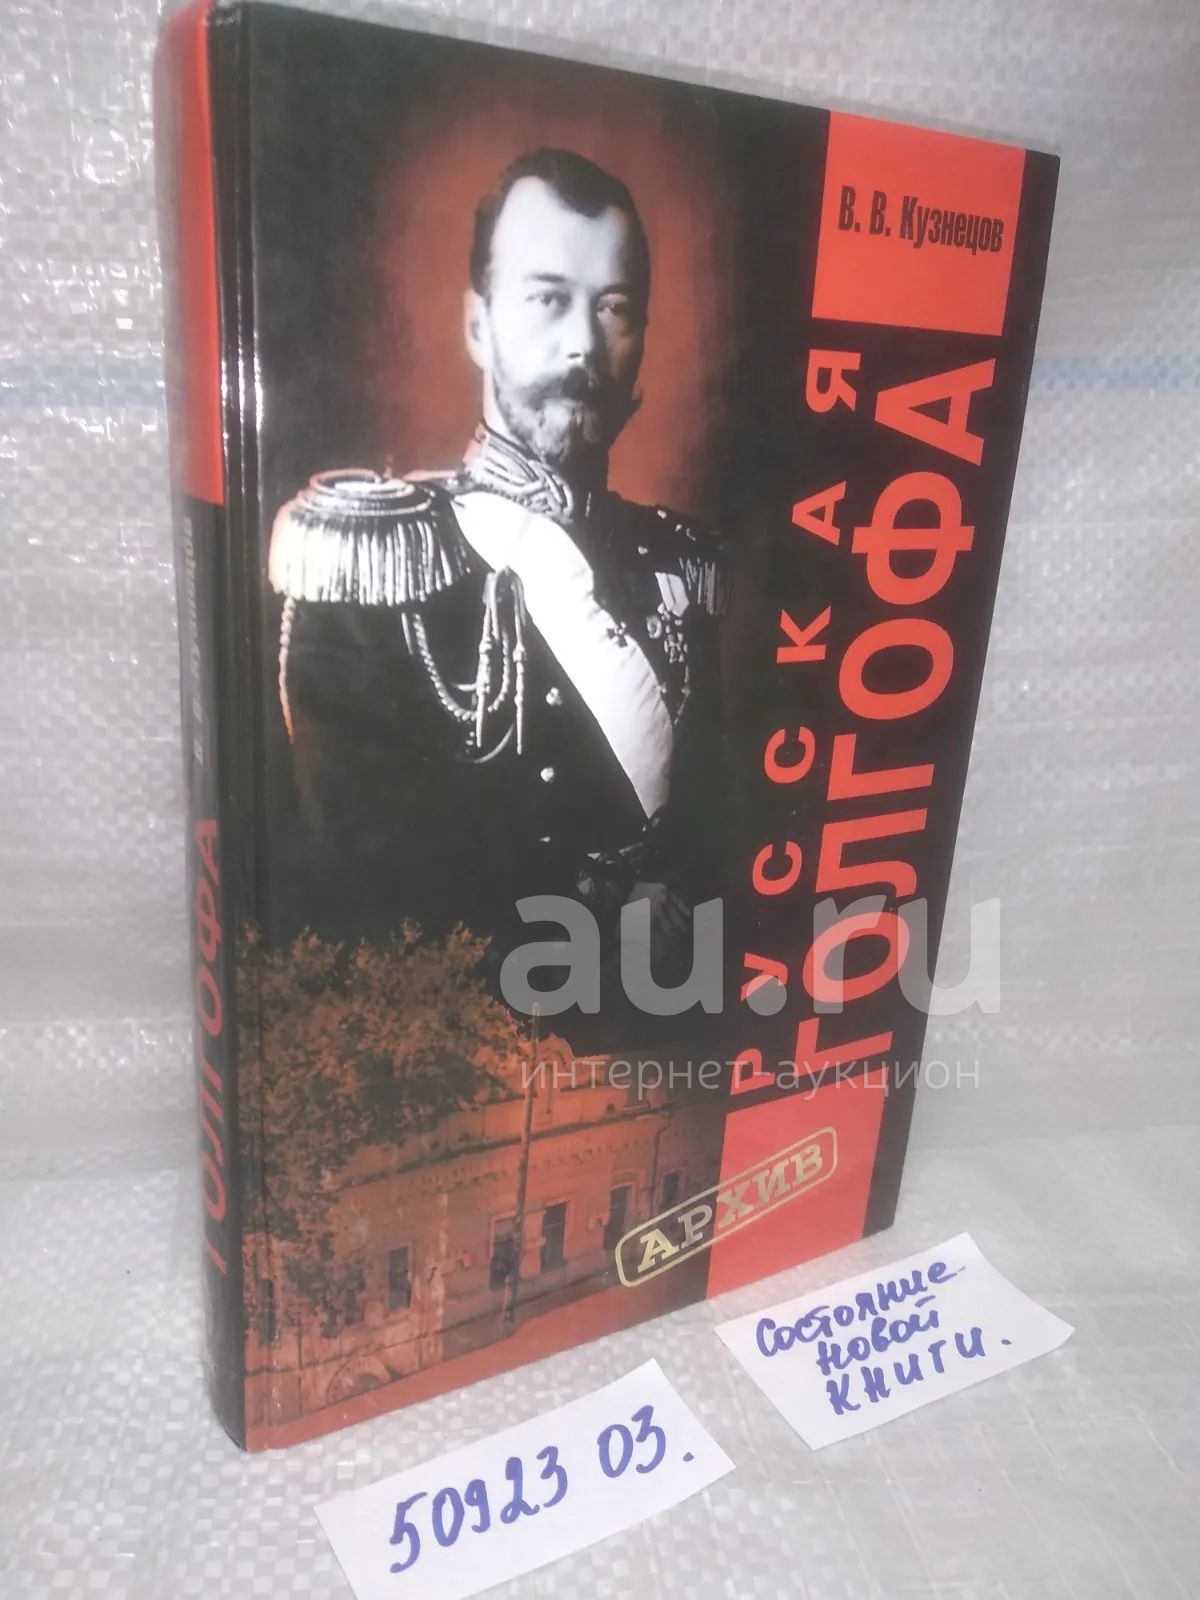 В. В. Кузнецов
РУССКАЯ
ГОЛГОФА
АРХИВ
ГОЛГОФА
au.ru
интернет-аукцион
Состояние
новой
книги.
50923 03.